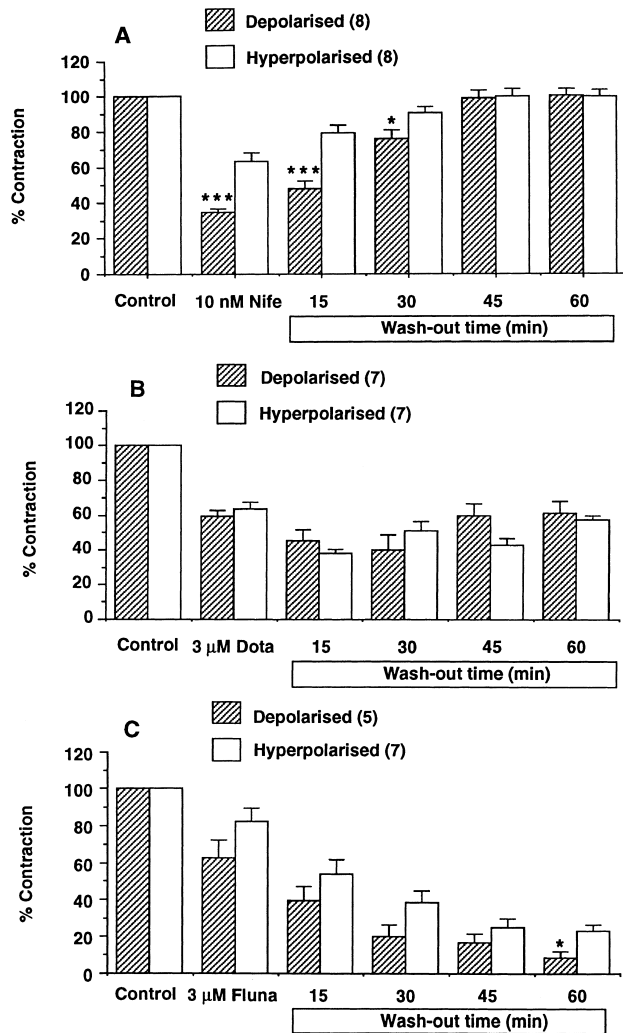 A
Depolarised (8)
Hyperpolarised (8)
% Contraction
120
100
80
60
40
20
0
***
***
*
Control 10 nM Nife 15 30 45 60
Wash-out time (min)
B
Depolarised (7)
Hyperpolarised (7)
% Contraction
120
100
80
60
40
20
0
Control 3 µM Dota 15 30 45 60
Wash-out time (min)
C
Depolarised (5)
Hyperpolarised (7)
% Contraction
120
100
80
60
40
20
0
*
Control 3 µM Fluna 15 30 45 60
Wash-out time (min)